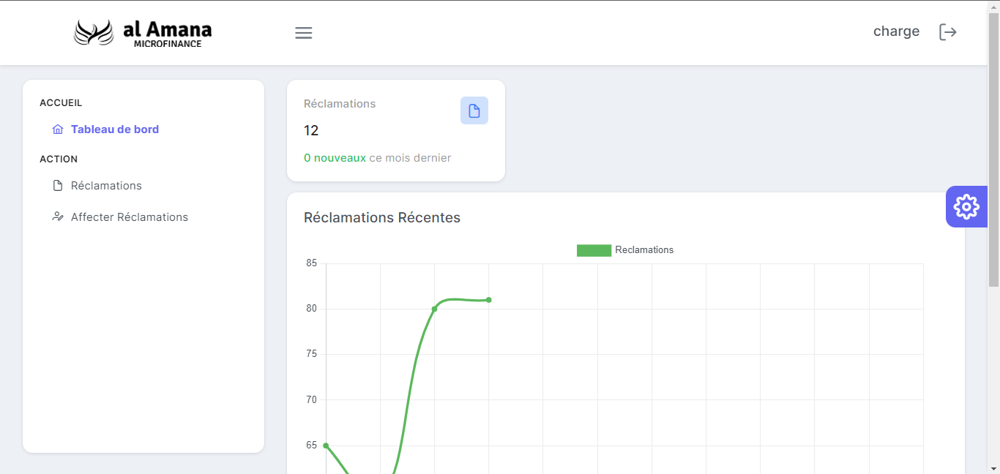 al Amana
MICROFINANCE
charge
ACCUEIL
Tableau de bord
ACTION
Réclamations
Affecter Réclamations
Réclamations
12
0 nouveaux ce mois dernier
Réclamations Récentes
Reclamations
85
80
75
70
65